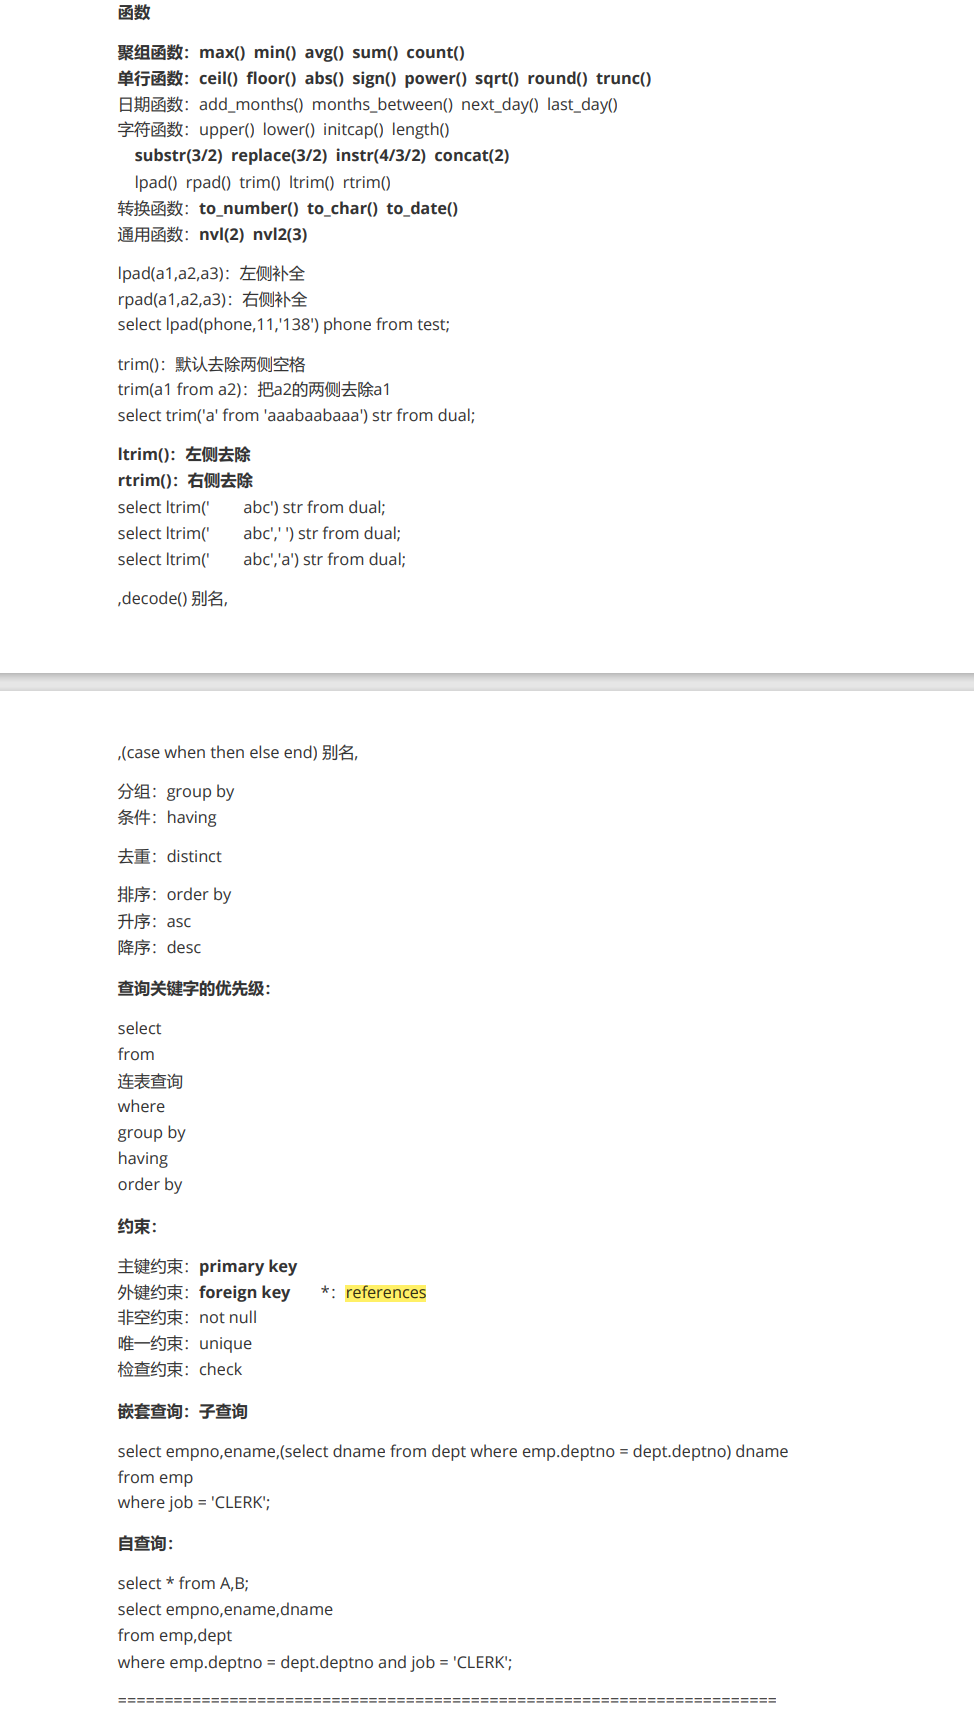 函数
聚组函数：max()  min()  avg()  sum()  count()
单行函数：ceil()  floor()  abs()  sign()  power()  sqrt()  round()  trunc()
日期函数：add_months()  months_between()  next_day()  last_day()
字符函数：upper()  lower()  initcap()  length()
substr(3/2)  replace(3/2)  instr(4/3/2)  concat(2)
lpad()  rpad()  trim()  ltrim()  rtrim()
转换函数：to_number()  to_char()  to_date()
通用函数：nvl(2)  nvl2(3)
lpad(a1,a2,a3)：左侧补全
rpad(a1,a2,a3)：右侧补全
select lpad(phone,11,'138') phone from test;
trim()：默认去除两侧空格
trim(a1 from a2)：把a2的两侧去除a1
select trim('a' from 'aaabaabaaa') str from dual;
ltrim()：左侧去除
rtrim()：右侧去除
select ltrim('        abc') str from dual;
select ltrim('        abc',' ') str from dual;
select ltrim('        abc','a') str from dual;
,decode() 别名,
,(case when then else end) 别名,
分组：group by
条件：having
去重：distinct
排序：order by
升序：asc
降序：desc
查询关键字的优先级：
select
from
连表查询
where
group by
having
order by
约束：
主键约束：primary key
外键约束：foreign key       *：references
非空约束：not null
唯一约束：unique
检查约束：check
嵌套查询：子查询
select empno,ename,(select dname from dept where emp.deptno = dept.deptno) dname
from emp
where job = 'CLERK';
自查询：
select * from A,B;
select empno,ename,dname
from emp,dept
where emp.deptno = dept.deptno and job = 'CLERK';
=======================================================================